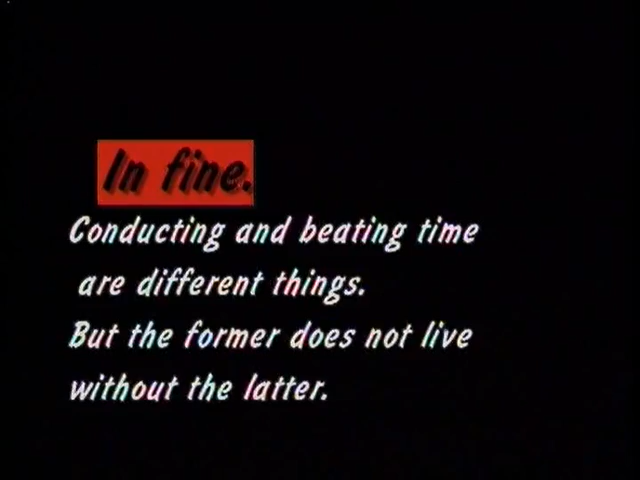 In fine.
Conducting and beating time
are different things.
But the former does not live
without the latter.